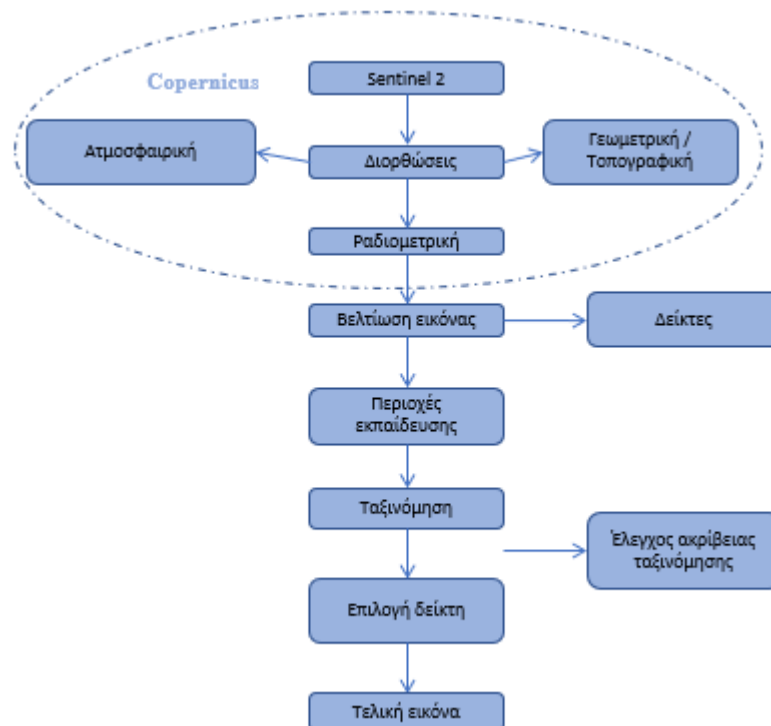 Copernicus
Sentinel 2
Ατμοσφαιρική
Διορθώσεις
Γεωμετρική /
Τοπογραφική
Ραδιομετρική
Βελτίωση εικόνας
Δείκτες
Περιοχές
εκπαίδευσης
Ταξινόμηση
Έλεγχος ακρίβειας
ταξινόμησης
Επιλογή δείκτη
Τελική εικόνα